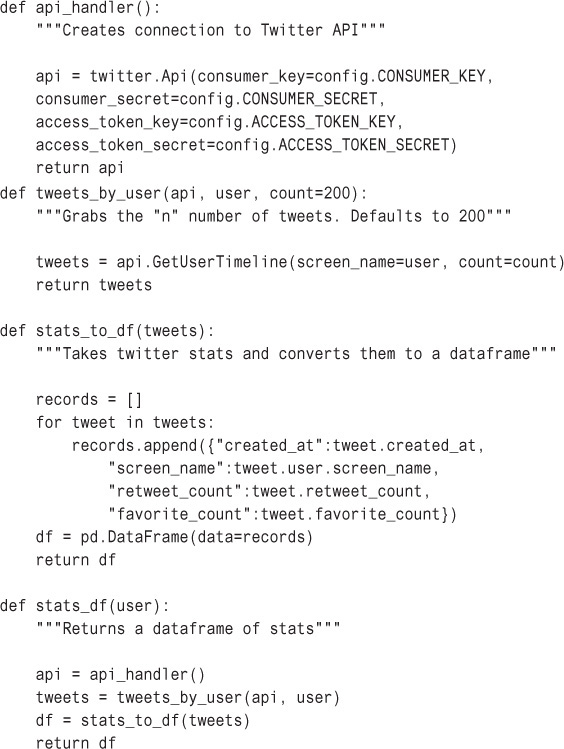 def api_handler():
    """Creates connection to Twitter API"""

    api = twitter.Api(consumer_key=config.CONSUMER_KEY,
    consumer_secret=config.CONSUMER_SECRET,
    access_token_key=config.ACCESS_TOKEN_KEY,
    access_token_secret=config.ACCESS_TOKEN_SECRET)
    return api
def tweets_by_user(api, user, count=200):
    """Grabs the "n" number of tweets. Defaults to 200"""

    tweets = api.GetUserTimeline(screen_name=user, count=count)
    return tweets

def stats_to_df(tweets):
    """Takes twitter stats and converts them to a dataframe"""

    records = []
    for tweet in tweets:
        records.append({"created_at":tweet.created_at,
            "screen_name":tweet.user.screen_name,
            "retweet_count":tweet.retweet_count,
            "favorite_count":tweet.favorite_count})
    df = pd.DataFrame(data=records)
    return df

def stats_df(user):
    """Returns a dataframe of stats"""

    api = api_handler()
    tweets = tweets_by_user(api, user)
    df = stats_to_df(tweets)
    return df